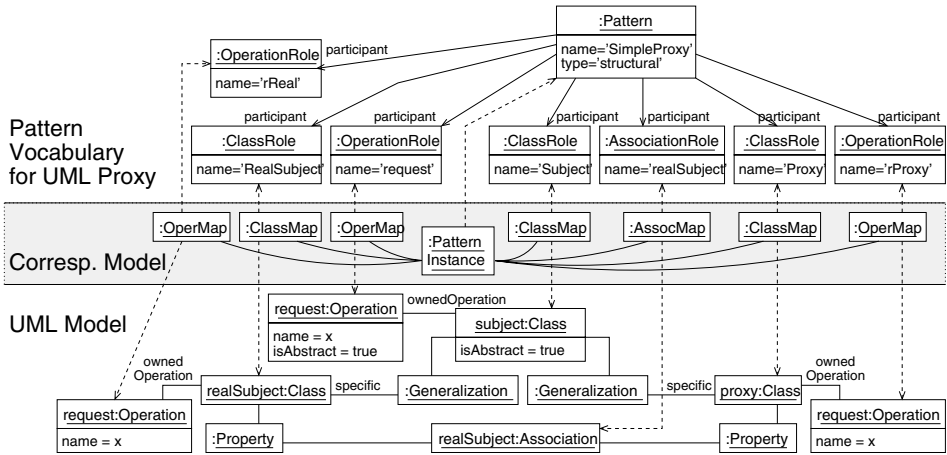 :Pattern
name='SimpleProxy'
type='structural'
:OperationRole
name='rReal'
participant
Pattern
Vocabulary
for UML Proxy
participant
participant
participant
participant
participant
participant
:ClassRole
name='RealSubject'
:OperationRole
name='request'
:ClassRole
name='Subject'
:AssociationRole
name='realSubject'
:ClassRole
name='Proxy'
:OperationRole
name='rProxy'
:OperMap
:ClassMap
:OperMap
:Pattern
Instance
:ClassMap
:AssocMap
:ClassMap
:OperMap
Corresp. Model
UML Model
request:Operation
name = x
isAbstract = true
ownedOperation
subject:Class
isAbstract = true
owned
Operation
realSubject:Class
specific
:Generalization
:Generalization
specific
proxy:Class
owned
Operation
request:Operation
name = x
:Property
realSubject:Association
:Property
request:Operation
name = x